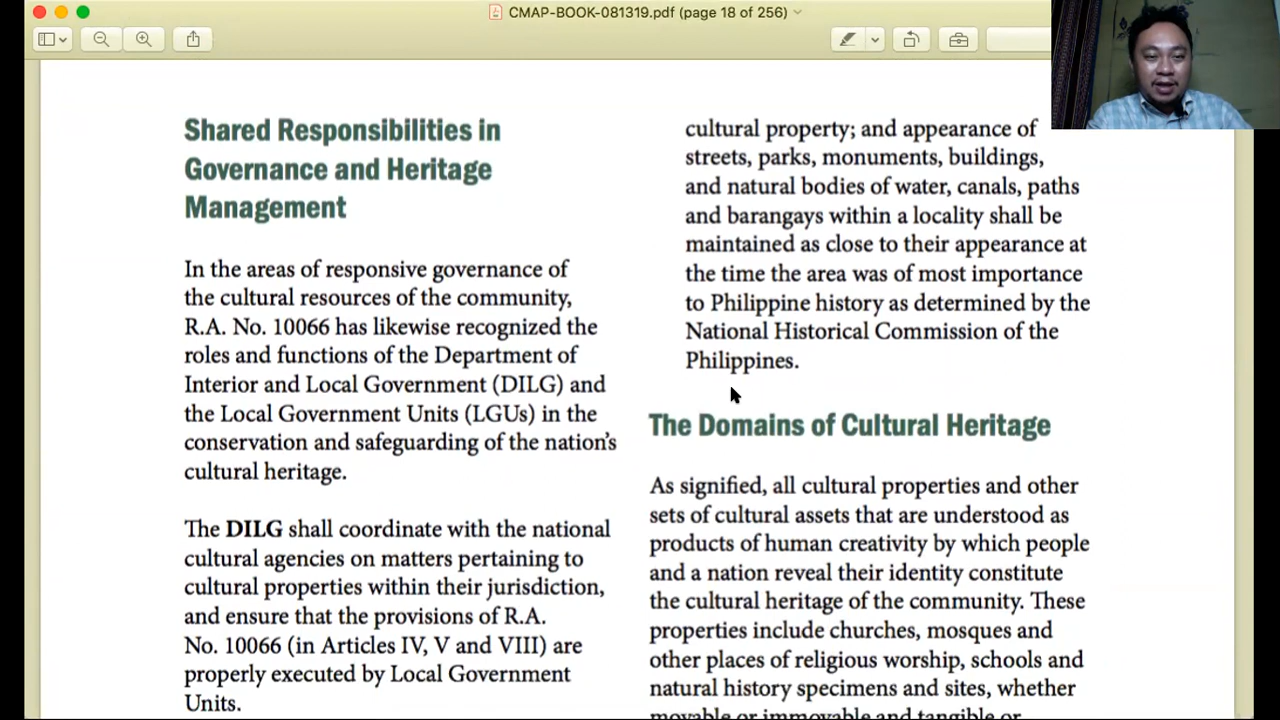 CMAP-BOOK-081319.pdf (page 18 of 256)
Shared Responsibilities in
Governance and Heritage
Management
In the areas of responsive governance of
the cultural resources of the community,
R.A. No. 10066 has likewise recognized the
roles and functions of the Department of
Interior and Local Government (DILG) and
the Local Government Units (LGUs) in the
conservation and safeguarding of the nation's
cultural heritage.
The DILG shall coordinate with the national
cultural agencies on matters pertaining to
cultural properties within their jurisdiction,
and ensure that the provisions of R.A.
No. 10066 (in Articles IV, V and VIII) are
properly executed by Local Government
Units.
cultural property; and appearance of
streets, parks, monuments, buildings,
and natural bodies of water, canals, paths
and barangays within a locality shall be
maintained as close to their appearance at
the time the area was of most importance
to Philippine history as determined by the
National Historical Commission of the
Philippines.
The Domains of Cultural Heritage
As signified, all cultural properties and other
sets of cultural assets that are understood as
products of human creativity by which people
and a nation reveal their identity constitute
the cultural heritage of the community. These
properties include churches, mosques and
other places of religious worship, schools and
natural history specimens and sites, whether
movable or immovable and tangible or